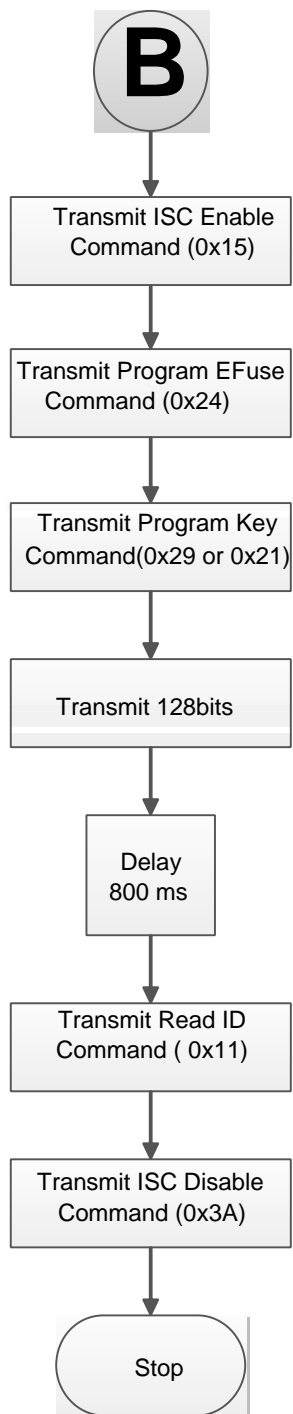 B
Transmit ISC Enable
Command (0x15)
Transmit Program EFuse
Command (0x24)
Transmit Program Key
Command(0x29 or 0x21)
Transmit 128bits
Delay
800 ms
Transmit Read ID
Command ( 0x11)
Transmit ISC Disable
Command (0x3A)
Stop